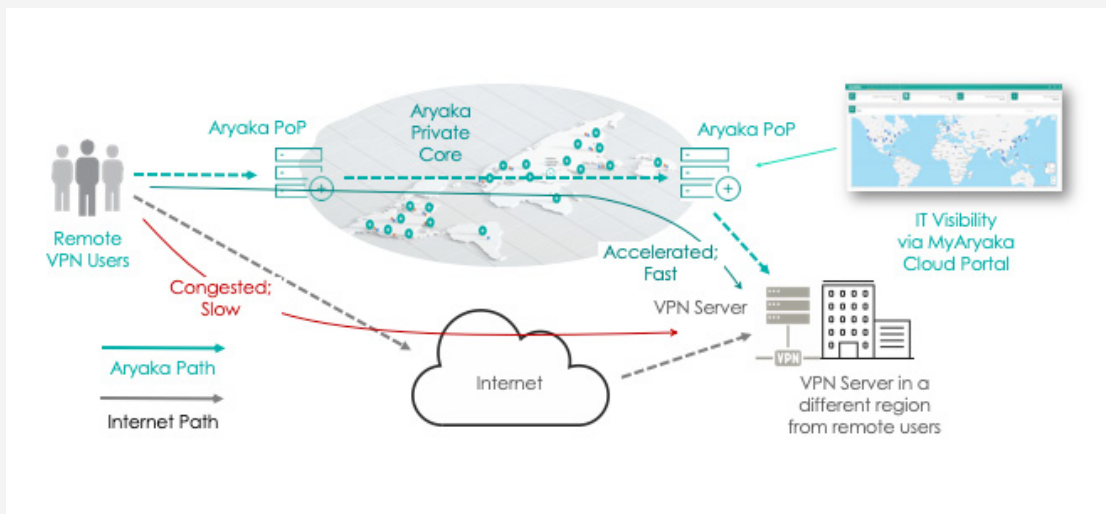 Aryaka PoP
Aryaka
Private
Core
Aryaka PoP
Remote
VPN Users
IT Visibility
via MyAryaka
Cloud Portal
Accelerated;
Fast
Congested;
Slow
VPN Server
Aryaka Path
Internet
VPN
Internet Path
VPN Server in a
different region
from remote users